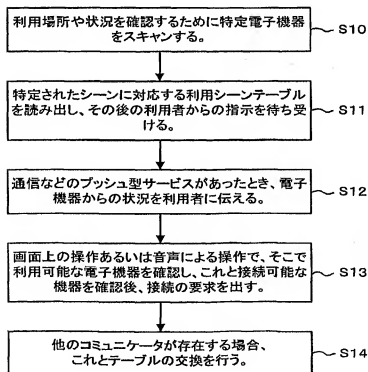 利用場所や状況を確認するために特定電子機器
をスキャンする。
S10
特定されたシーンに対応する利用シーンテーブル
を読み出し、その後の利用者からの指示を待ち受
ける。
S11
通信などのプッシュ型サービスがあったとき、電子
機器からの状況を利用者に伝える。
S12
画面上の操作あるいは音声による操作で、そこで
利用可能な電子機器を確認し、これと接続可能な
機器を確認後、接続の要求を出す。
S13
他のコミュニケータが存在する場合、
これとテーブルの交換を行う。
S14